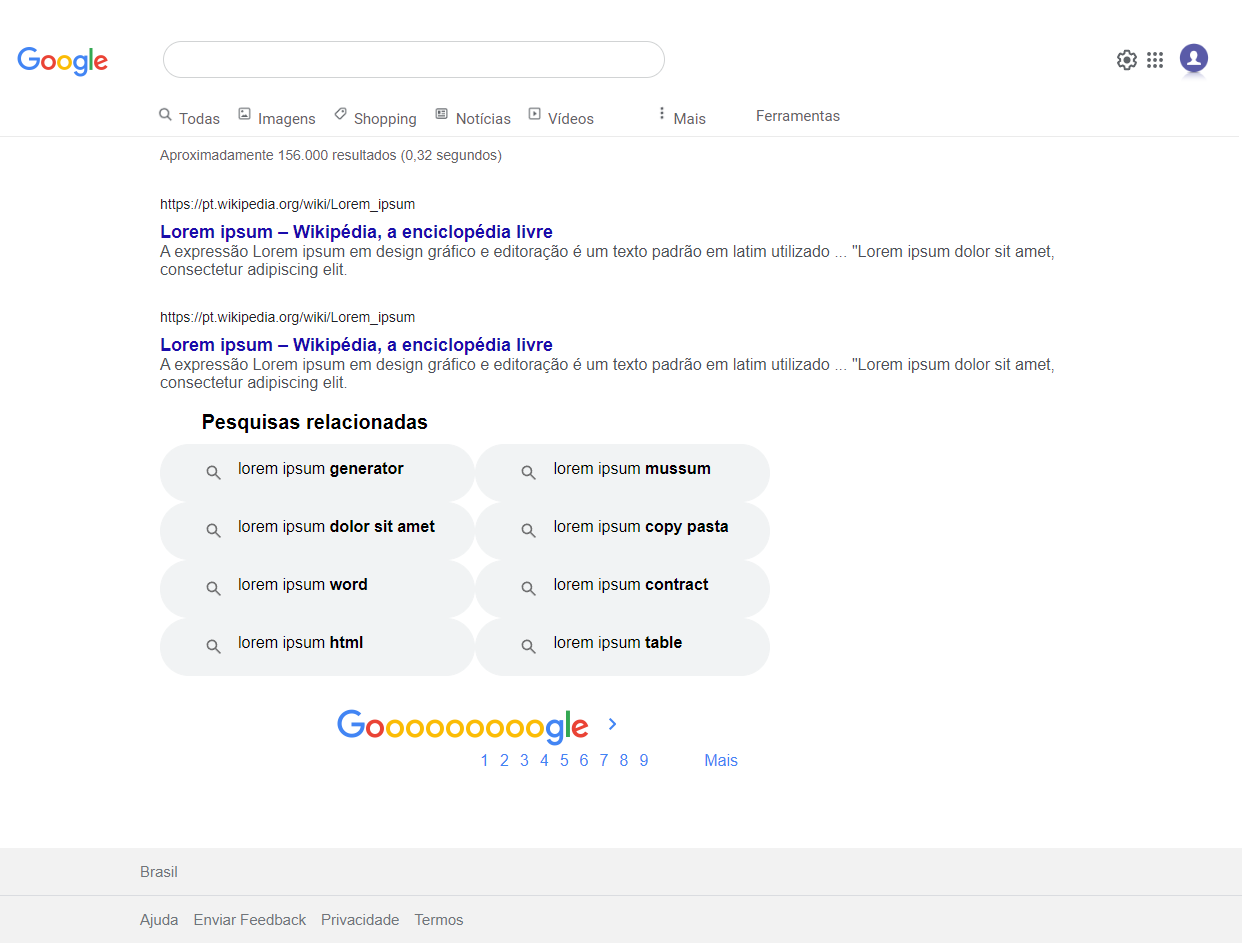 Google
Todas Imagens Shopping Notícias Vídeos Mais Ferramentas
Aproximadamente 156.000 resultados (0,32 segundos)
https://pt.wikipedia.org/wiki/Lorem_ipsum
Lorem ipsum – Wikipédia, a enciclopédia livre
A expressão Lorem ipsum em design gráfico e editoração é um texto padrão em latim utilizado ... "Lorem ipsum dolor sit amet,
consectetur adipiscing elit.
https://pt.wikipedia.org/wiki/Lorem_ipsum
Lorem ipsum – Wikipédia, a enciclopédia livre
A expressão Lorem ipsum em design gráfico e editoração é um texto padrão em latim utilizado ... "Lorem ipsum dolor sit amet,
consectetur adipiscing elit.
Pesquisas relacionadas
lorem ipsum generator lorem ipsum mussum
lorem ipsum dolor sit amet lorem ipsum copy pasta
lorem ipsum word lorem ipsum contract
lorem ipsum html lorem ipsum table
Gooooooooogle >
1 2 3 4 5 6 7 8 9 Mais
Brasil
Ajuda Enviar Feedback Privacidade Termos